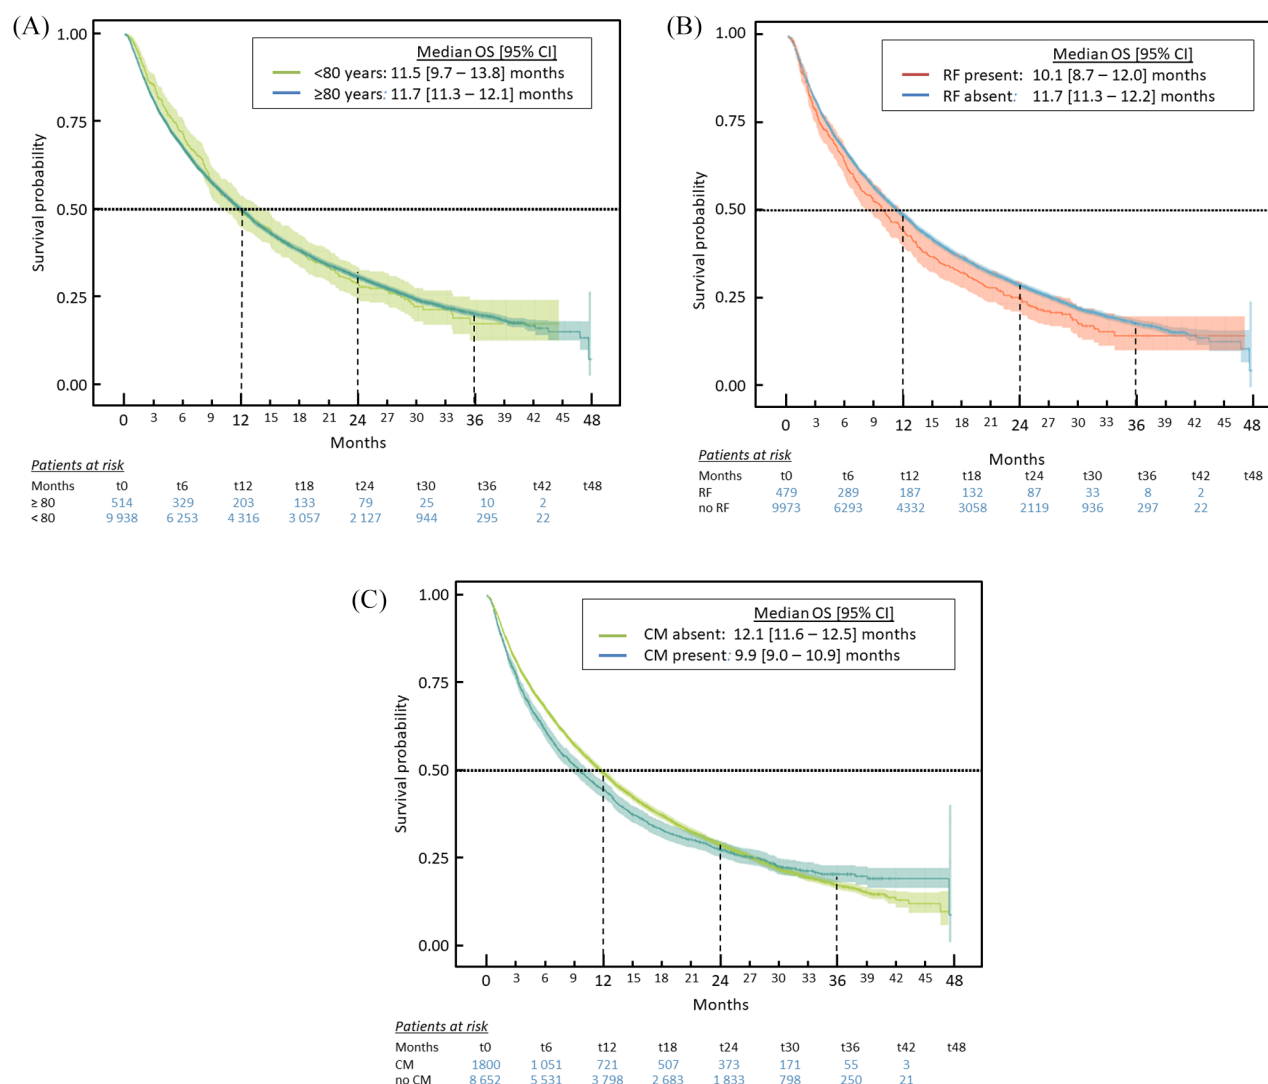 (A)
Survival probability
1.00
0.75
0.50
0.25
0.00
Median OS [95% CI]
<80 years: 11.5 [9.7 – 13.8] months
≥80 years: 11.7 [11.3 – 12.1] months
0 3 6 9 12 15 18 21 24 27 30 33 36 39 42 45 48
Months
Patients at risk
Months t0 t6 t12 t18 t24 t30 t36 t42 t48
≥ 80 514 329 203 133 79 25 10 2
< 80 9 938 6 253 4 316 3 057 2 127 944 295 22
(B)
Survival probability
1.00
0.75
0.50
0.25
0.00
Median OS [95% CI]
RF present: 10.1 [8.7 – 12.0] months
RF absent: 11.7 [11.3 – 12.2] months
0 3 6 9 12 15 18 21 24 27 30 33 36 39 42 45 48
Months
Patients at risk
Months t0 t6 t12 t18 t24 t30 t36 t42 t48
RF 479 289 187 132 87 33 8 2
no RF 9973 6293 4332 3058 2119 936 297 22
(C)
Survival probability
1.00
0.75
0.50
0.25
0.00
Median OS [95% CI]
CM absent: 12.1 [11.6 – 12.5] months
CM present: 9.9 [9.0 – 10.9] months
0 3 6 9 12 15 18 21 24 27 30 33 36 39 42 45 48
Months
Patients at risk
Months t0 t6 t12 t18 t24 t30 t36 t42 t48
CM 1800 1 051 721 507 373 171 55 3
no CM 8 652 5 531 3 798 2 683 1 833 798 250 21